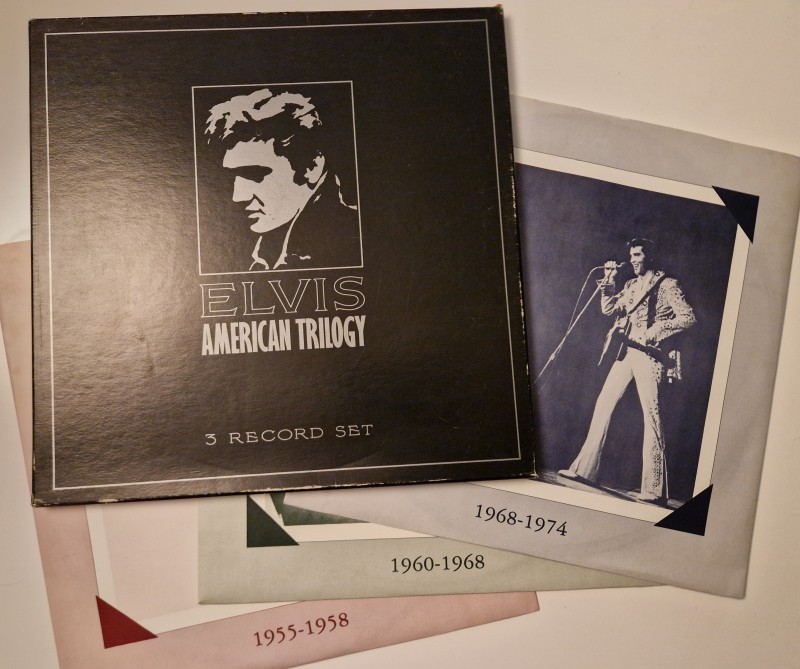 ELVIS
AMERICAN TRILOGY
3 RECORD SET
1968-1974
1960-1968
1955-1958